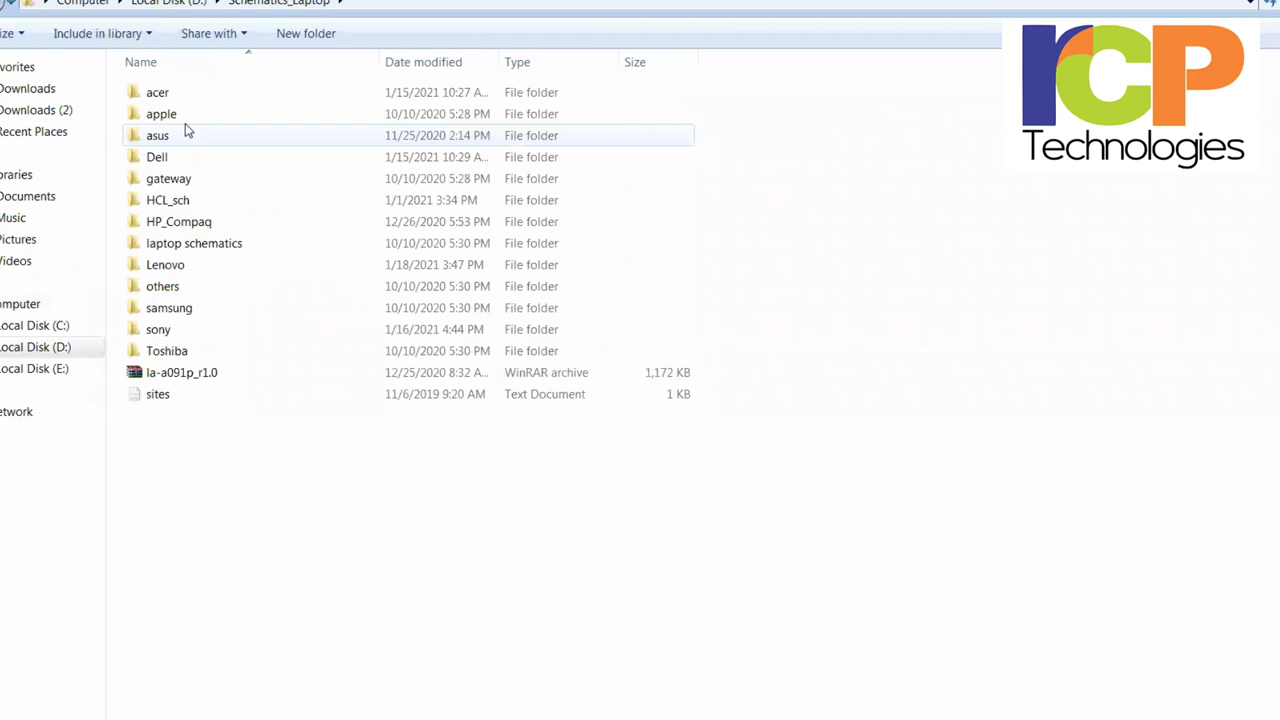 Computer Local Disk (D:) Schematics_Laptop
ize Include in library Share with New folder
Name Date modified Type Size
vorites
Downloads
Downloads (2)
Recent Places
braries
Documents
Music
Pictures
Videos
omputer
Local Disk (C:)
Local Disk (D:)
Local Disk (E:)
etwork
acer 1/15/2021 10:27 A... File folder
apple 10/10/2020 5:28 PM File folder
asus 11/25/2020 2:14 PM File folder
Dell 1/15/2021 10:29 A... File folder
gateway 10/10/2020 5:28 PM File folder
HCL_sch 1/1/2021 3:34 PM File folder
HP_Compaq 12/26/2020 5:53 PM File folder
laptop schematics 10/10/2020 5:30 PM File folder
Lenovo 1/18/2021 3:47 PM File folder
others 10/10/2020 5:30 PM File folder
samsung 10/10/2020 5:30 PM File folder
sony 1/16/2021 4:44 PM File folder
Toshiba 10/10/2020 5:30 PM File folder
la-a091p_r1.0 12/25/2020 8:32 A... WinRAR archive 1,172 KB
sites 11/6/2019 9:20 AM Text Document 1 KB
ICP
Technologies